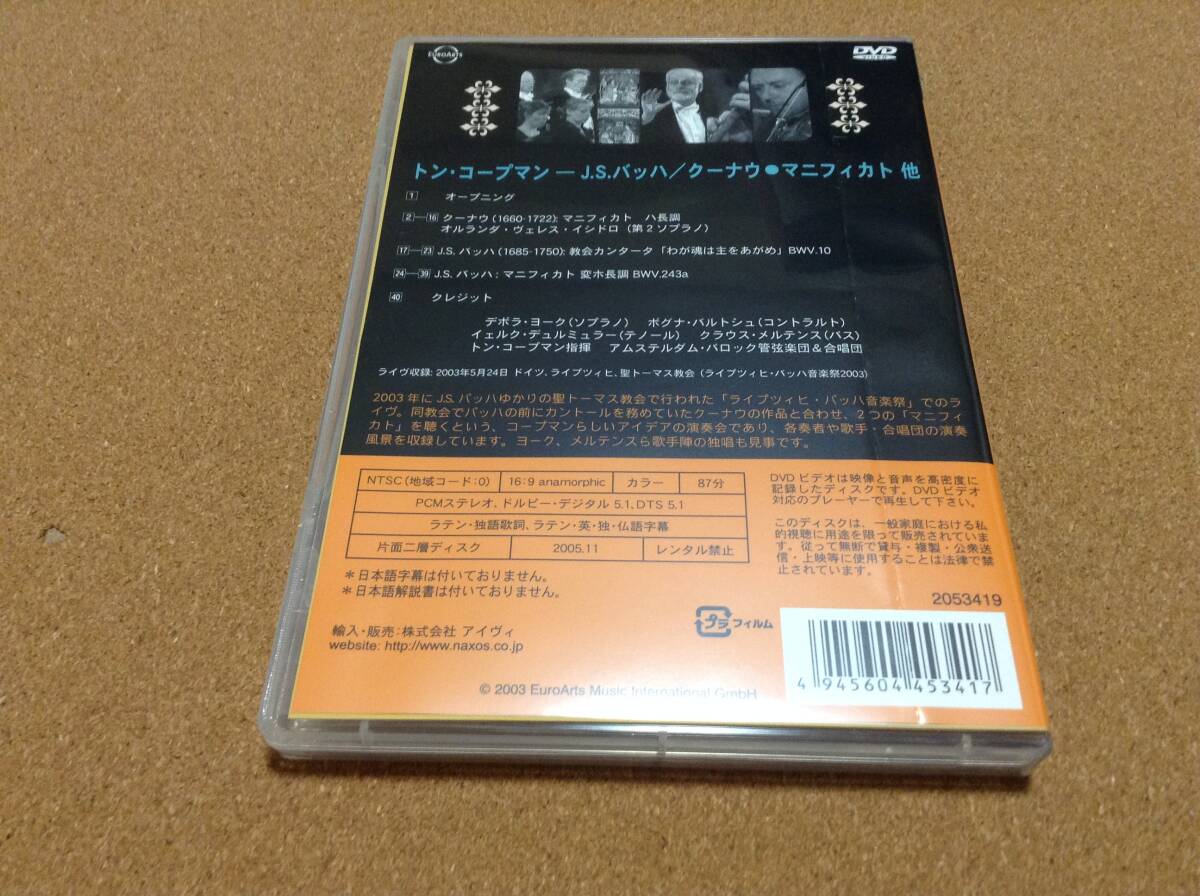 EUROARTS
DVD
VIDEO
トン・コープマン ― J.S.バッハ／クーナウ●マニフィカト 他
1 オープニング
2―16 クーナウ(1660-1722): マニフィカト ハ長調
オルランダ・ヴェレス・イシドロ(第2ソプラノ)
17―23 J.S. バッハ(1685-1750): 教会カンタータ「わが魂は主をあがめ」BWV.10
24―39 J.S. バッハ: マニフィカト 変ホ長調 BWV.243a
40 クレジット
デボラ・ヨーク(ソプラノ) ボグナ・バルトシュ(コントラルト)
イェルク・デュルミュラー(テノール) クラウス・メルテンス(バス)
トン・コープマン指揮 アムステルダム・バロック管弦楽団＆合唱団
ライヴ収録: 2003年5月24日 ドイツ、ライプツィヒ、聖トーマス教会 (ライプツィヒ・バッハ音楽祭2003)
2003年にJ.S.バッハゆかりの聖トーマス教会で行われた「ライプツィヒ・バッハ音楽祭」でのラ
イヴ。同教会でバッハの前にカントールを務めていたクーナウの作品と合わせ、2つの「マニフィ
カト」を聴くという、コープマンらしいアイデアの演奏会であり、各奏者や歌手・合唱団の演奏
風景を収録しています。ヨーク、メルテンスら歌手陣の独唱も見事です。
NTSC(地域コード:0) 16:9 anamorphic カラー 87分
PCMステレオ、ドルビー・デジタル 5.1、DTS 5.1
ラテン・独語歌詞、ラテン・英・独・仏語字幕
片面二層ディスク 2005.11 レンタル禁止
＊日本語字幕は付いておりません。
＊日本語解説書は付いておりません。
DVDビデオは映像と音声を高密度に
記録したディスクです。DVDビデオ
対応のプレーヤーで再生して下さい。
このディスクは、一般家庭における私
的視聴に用途を限って販売されていま
す。従って無断で貸与・複製・公衆送
信・上映等に使用することは法律で禁
止されています。
2053419
輸入・販売: 株式会社 アイヴィ
website: http://www.naxos.co.jp
プラ フィルム
4 945604 453417
© 2003 EuroArts Music International GmbH